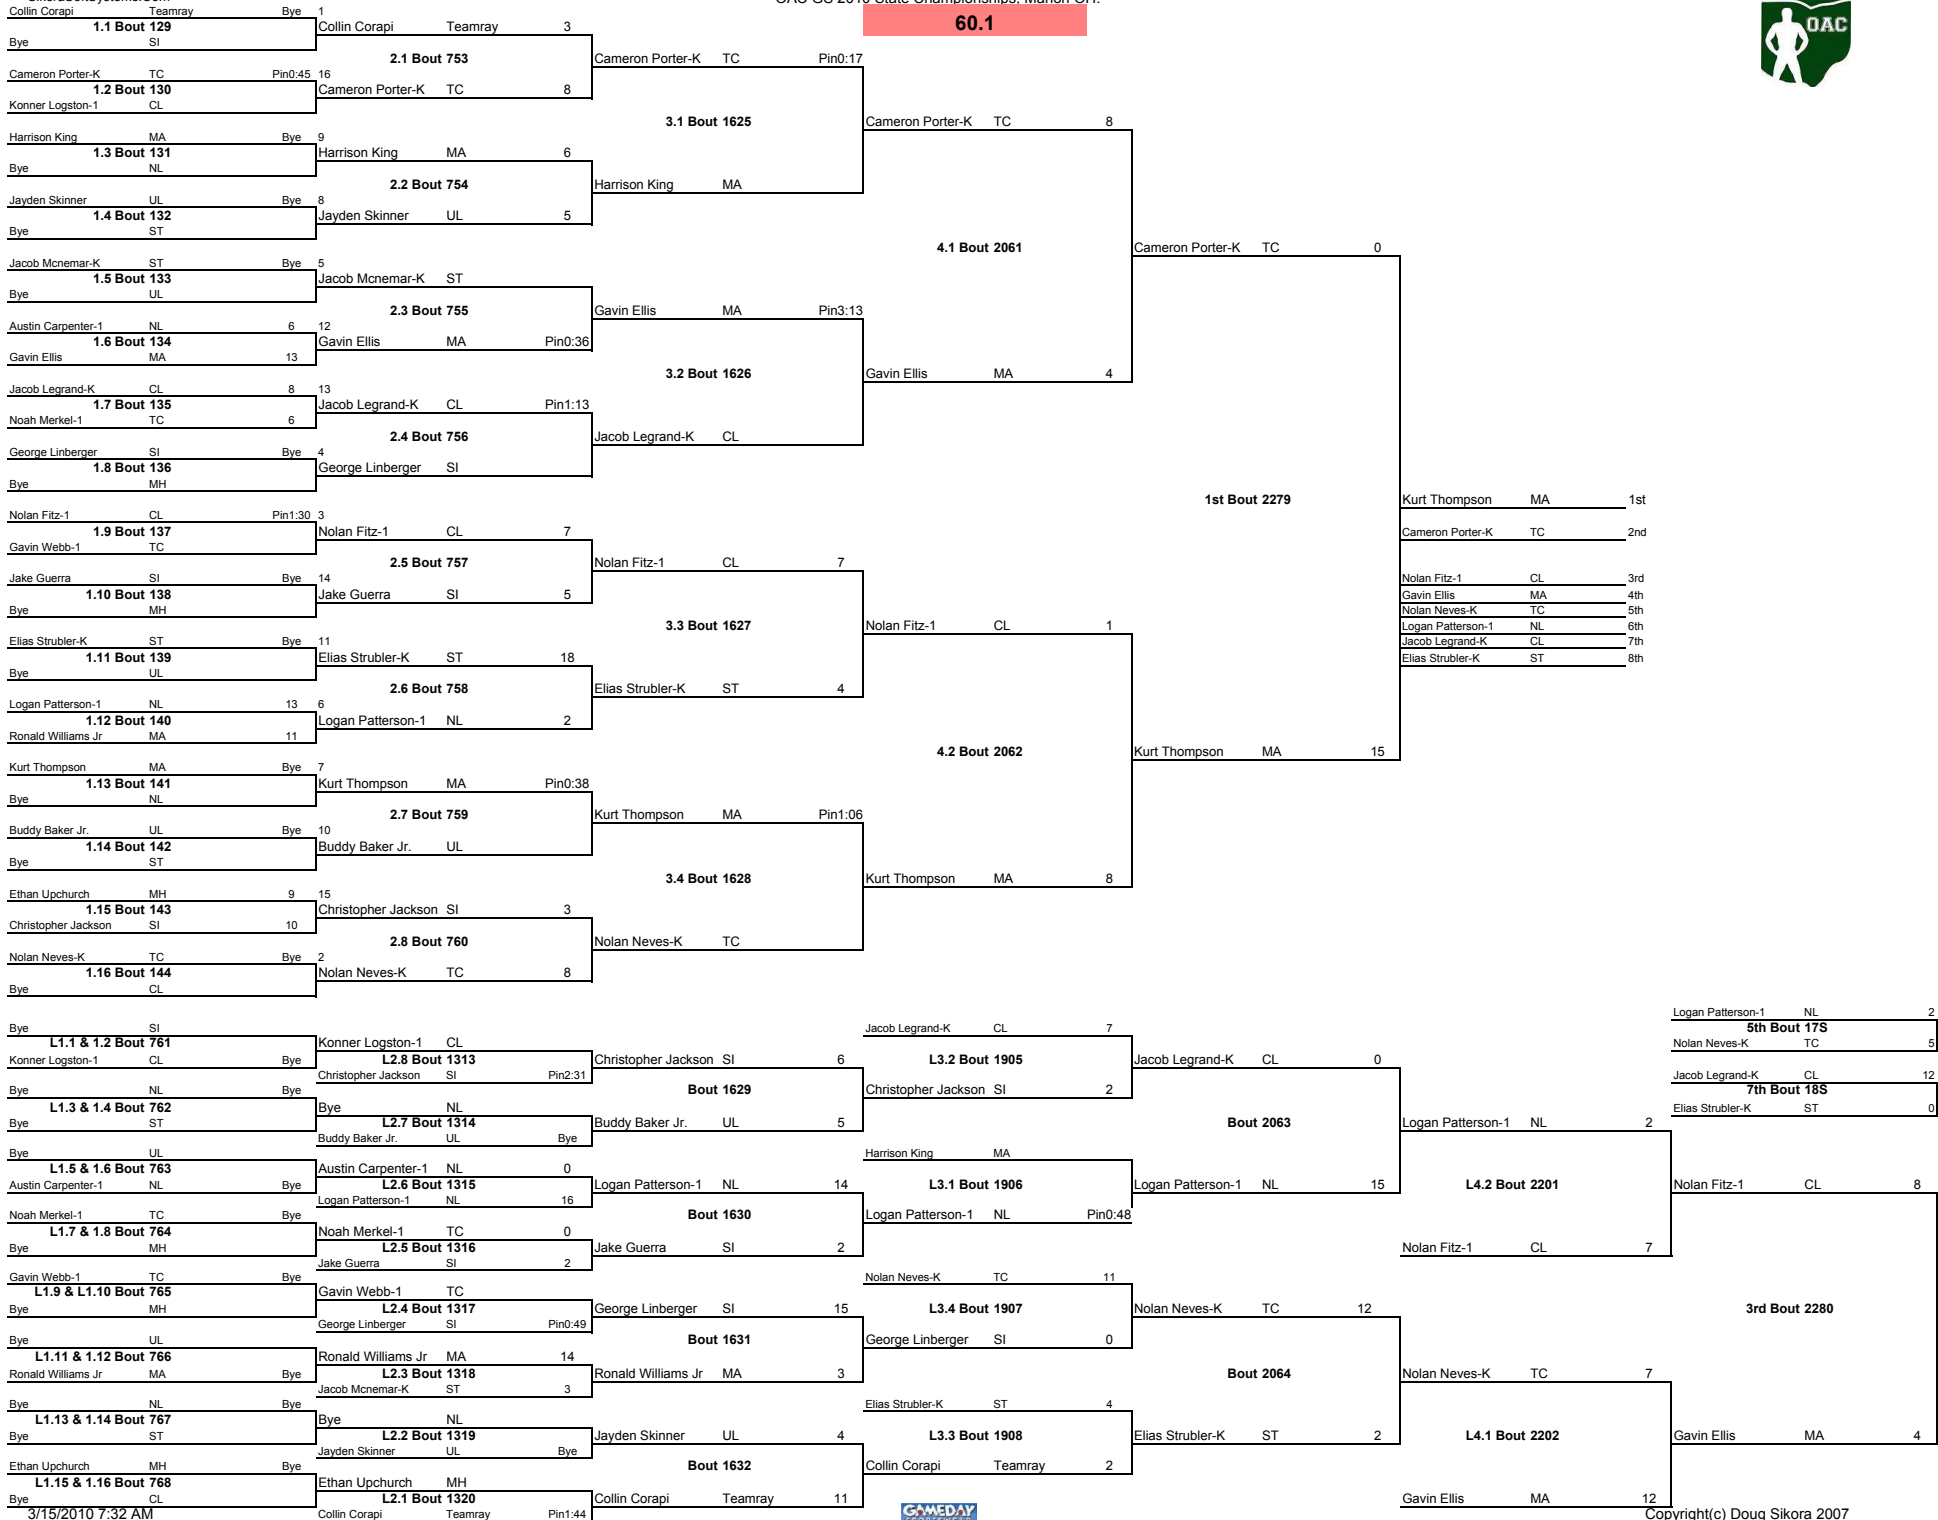 60.1
OAC
Collin Corapi Teamray Bye 1
1.1 Bout 129
Bye SI
Cameron Porter-K TC Pin0:45 16
1.2 Bout 130
Konner Logston-1 CL
Harrison King MA Bye 9
1.3 Bout 131
Bye NL
Jayden Skinner UL Bye 8
1.4 Bout 132
Bye ST
Jacob Mcnemar-K ST Bye 5
1.5 Bout 133
Bye UL
Austin Carpenter-1 NL 6 12
1.6 Bout 134
Gavin Ellis MA 13
Jacob Legrand-K CL 8 13
1.7 Bout 135
Noah Merkel-1 TC 6
George Linberger SI Bye 4
1.8 Bout 136
Bye MH
Nolan Fitz-1 CL Pin1:30 3
1.9 Bout 137
Gavin Webb-1 TC
Jake Guerra SI Bye 14
1.10 Bout 138
Bye MH
Elias Strubler-K ST Bye 11
1.11 Bout 139
Bye UL
Logan Patterson-1 NL 13 6
1.12 Bout 140
Ronald Williams Jr MA 11
Kurt Thompson MA Bye 7
1.13 Bout 141
Bye NL
Buddy Baker Jr. UL Bye 10
1.14 Bout 142
Bye ST
Ethan Upchurch MH 9 15
1.15 Bout 143
Christopher Jackson SI 10
Nolan Neves-K TC Bye 2
1.16 Bout 144
Bye CL
Collin Corapi Teamray 3
2.1 Bout 753
Cameron Porter-K TC 8
Harrison King MA 6
2.2 Bout 754
Jayden Skinner UL 5
Jacob Mcnemar-K ST
2.3 Bout 755
Gavin Ellis MA Pin0:36
Jacob Legrand-K CL Pin1:13
2.4 Bout 756
George Linberger SI
Nolan Fitz-1 CL 7
2.5 Bout 757
Jake Guerra SI 5
Elias Strubler-K ST 18
2.6 Bout 758
Logan Patterson-1 NL 2
Kurt Thompson MA Pin0:38
2.7 Bout 759
Buddy Baker Jr. UL
Christopher Jackson SI 3
2.8 Bout 760
Nolan Neves-K TC 8
Cameron Porter-K TC Pin0:17
3.1 Bout 1625
Harrison King MA
Gavin Ellis MA Pin3:13
3.2 Bout 1626
Jacob Legrand-K CL
Nolan Fitz-1 CL 7
3.3 Bout 1627
Elias Strubler-K ST 4
Kurt Thompson MA Pin1:06
3.4 Bout 1628
Nolan Neves-K TC
Cameron Porter-K TC 8
4.1 Bout 2061
Gavin Ellis MA 4
Nolan Fitz-1 CL 1
4.2 Bout 2062
Kurt Thompson MA 8
Cameron Porter-K TC 0
1st Bout 2279
Kurt Thompson MA 15
Kurt Thompson MA 1st
Cameron Porter-K TC 2nd
Nolan Fitz-1 CL 3rd
Gavin Ellis MA 4th
Nolan Neves-K TC 5th
Logan Patterson-1 NL 6th
Jacob Legrand-K CL 7th
Elias Strubler-K ST 8th
Bye SI
L1.1 & 1.2 Bout 761
Konner Logston-1 CL Bye
Bye NL Bye
L1.3 & 1.4 Bout 762
Bye ST
Bye UL
L1.5 & 1.6 Bout 763
Austin Carpenter-1 NL Bye
Noah Merkel-1 TC Bye
L1.7 & 1.8 Bout 764
Bye MH
Gavin Webb-1 TC Bye
L1.9 & L1.10 Bout 765
Bye MH
Bye UL
L1.11 & 1.12 Bout 766
Ronald Williams Jr MA Bye
Bye NL Bye
L1.13 & 1.14 Bout 767
Bye ST
Ethan Upchurch MH Bye
L1.15 & 1.16 Bout 768
Bye CL
Konner Logston-1 CL
L2.8 Bout 1313
Christopher Jackson SI Pin2:31
Bye NL
L2.7 Bout 1314
Buddy Baker Jr. UL Bye
Austin Carpenter-1 NL 0
L2.6 Bout 1315
Logan Patterson-1 NL 16
Noah Merkel-1 TC 0
L2.5 Bout 1316
Jake Guerra SI 2
Gavin Webb-1 TC
L2.4 Bout 1317
George Linberger SI Pin0:49
Ronald Williams Jr MA 14
L2.3 Bout 1318
Jacob Mcnemar-K ST 3
Bye NL
L2.2 Bout 1319
Jayden Skinner UL Bye
Ethan Upchurch MH
L2.1 Bout 1320
Collin Corapi Teamray Pin1:44
Christopher Jackson SI 6
Bout 1629
Buddy Baker Jr. UL 5
Logan Patterson-1 NL 14
Bout 1630
Jake Guerra SI 2
George Linberger SI 15
Bout 1631
Ronald Williams Jr MA 3
Jayden Skinner UL 4
Bout 1632
Collin Corapi Teamray 11
Jacob Legrand-K CL 7
L3.2 Bout 1905
Christopher Jackson SI 2
Harrison King MA
L3.1 Bout 1906
Logan Patterson-1 NL Pin0:48
Nolan Neves-K TC 11
L3.4 Bout 1907
George Linberger SI 0
Elias Strubler-K ST 4
L3.3 Bout 1908
Collin Corapi Teamray 2
Jacob Legrand-K CL 0
Bout 2063
Logan Patterson-1 NL 15
Nolan Neves-K TC 12
Bout 2064
Elias Strubler-K ST 2
Logan Patterson-1 NL 2
L4.2 Bout 2201
Nolan Fitz-1 CL 7
Nolan Neves-K TC 7
L4.1 Bout 2202
Gavin Ellis MA 12
Logan Patterson-1 NL 2
5th Bout 17S
Nolan Neves-K TC 5
Jacob Legrand-K CL 12
7th Bout 18S
Elias Strubler-K ST 0
Nolan Fitz-1 CL 8
3rd Bout 2280
Gavin Ellis MA 4
3/15/2010 7:32 AM
GAMEDAY
Copyright(c) Doug Sikora 2007